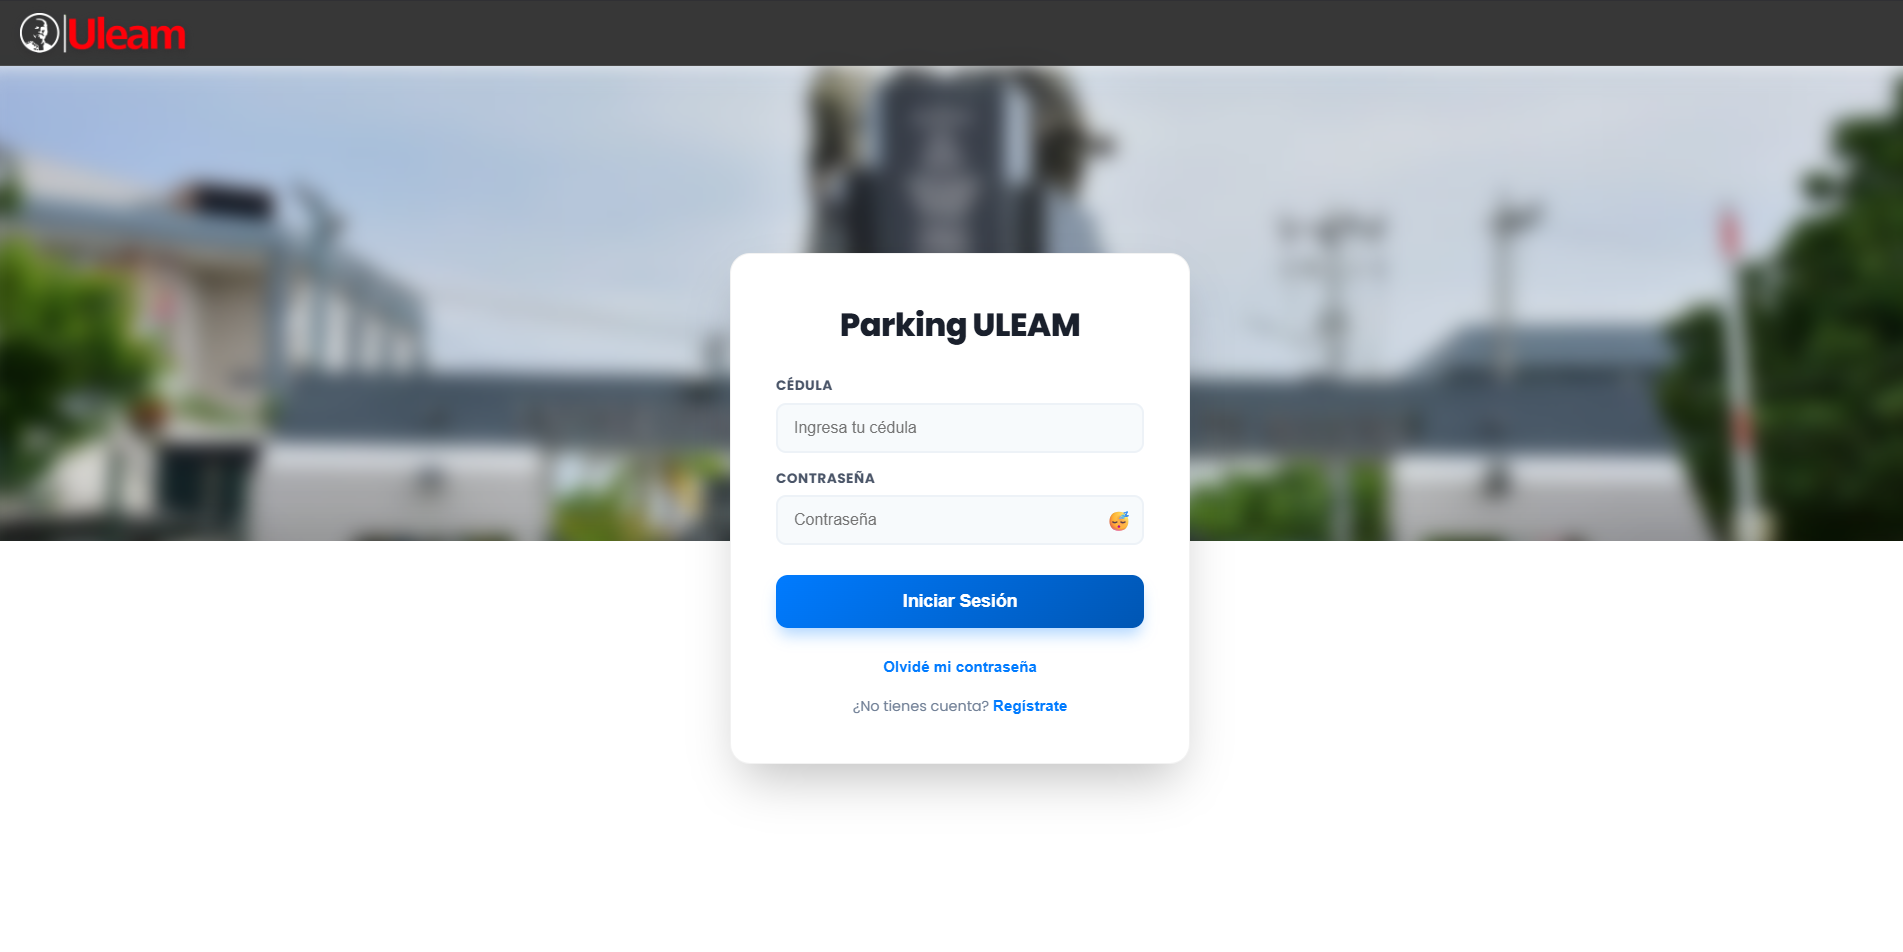 Uleam
Parking ULEAM
CÉDULA
Ingresa tu cédula
CONTRASEÑA
Contraseña
Iniciar Sesión
Olvidé mi contraseña
¿No tienes cuenta? Regístrate